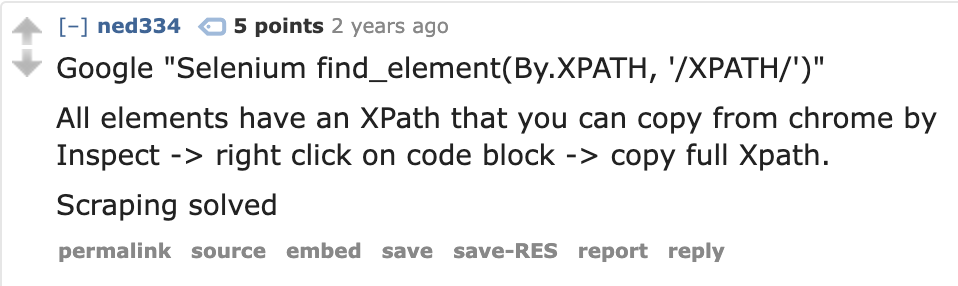 [-] ned334 5 points 2 years ago
Google "Selenium find_element(By.XPATH, '/XPATH/')"
All elements have an XPath that you can copy from chrome by
Inspect -> right click on code block -> copy full Xpath.
Scraping solved
permalink source embed save save-RES report reply